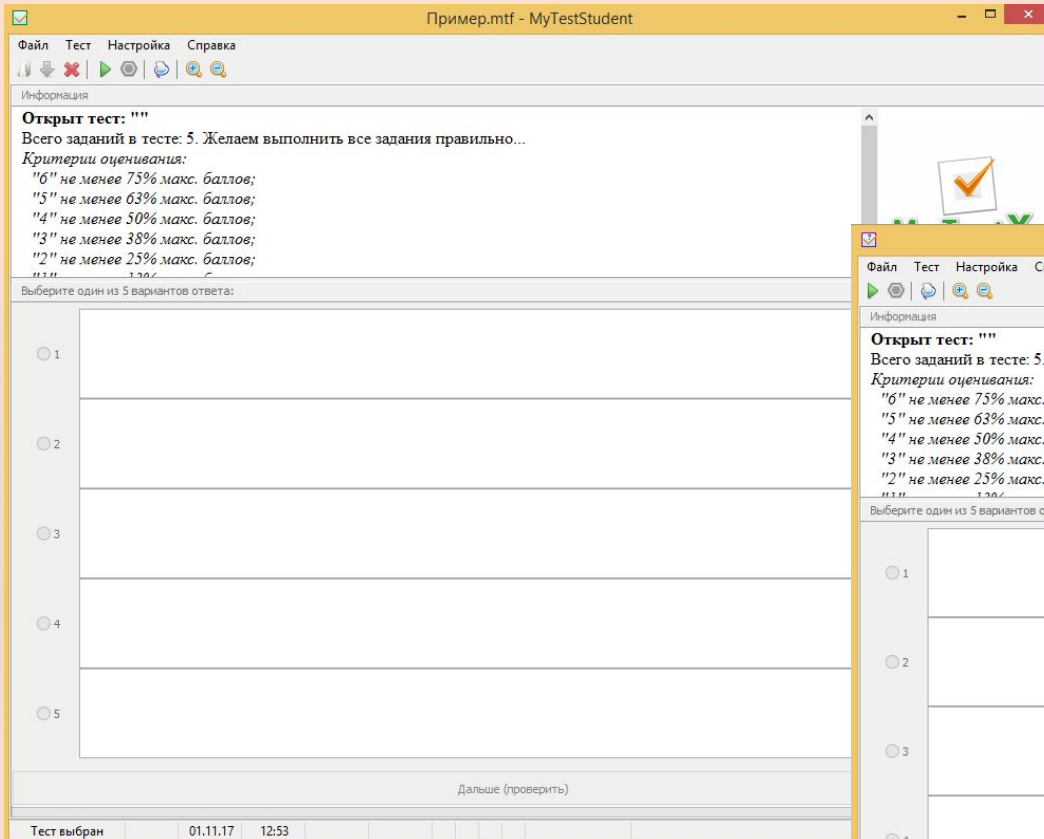 Пример.mtf - MyTestStudent
Файл Тест Настройка Справка
Информация
Открыт тест: ""
Всего заданий в тесте: 5. Желаем выполнить все задания правильно...
Критерии оценивания:
"6" не менее 75% макс. баллов;
"5" не менее 63% макс. баллов;
"4" не менее 50% макс. баллов;
"3" не менее 38% макс. баллов;
"2" не менее 25% макс. баллов;
Выберите один из 5 вариантов ответа:
1
2
3
4
5
Дальше (проверить)
Тест выбран 01.11.17 12:53
Файл Тест Настройка
Информация
Открыт тест: ""
Всего заданий в тесте: 5.
Критерии оценивания:
"6" не менее 75% макс.
"5" не менее 63% макс.
"4" не менее 50% макс.
"3" не менее 38% макс.
"2" не менее 25% макс.
Выберите один из 5 вариантов
1
2
3